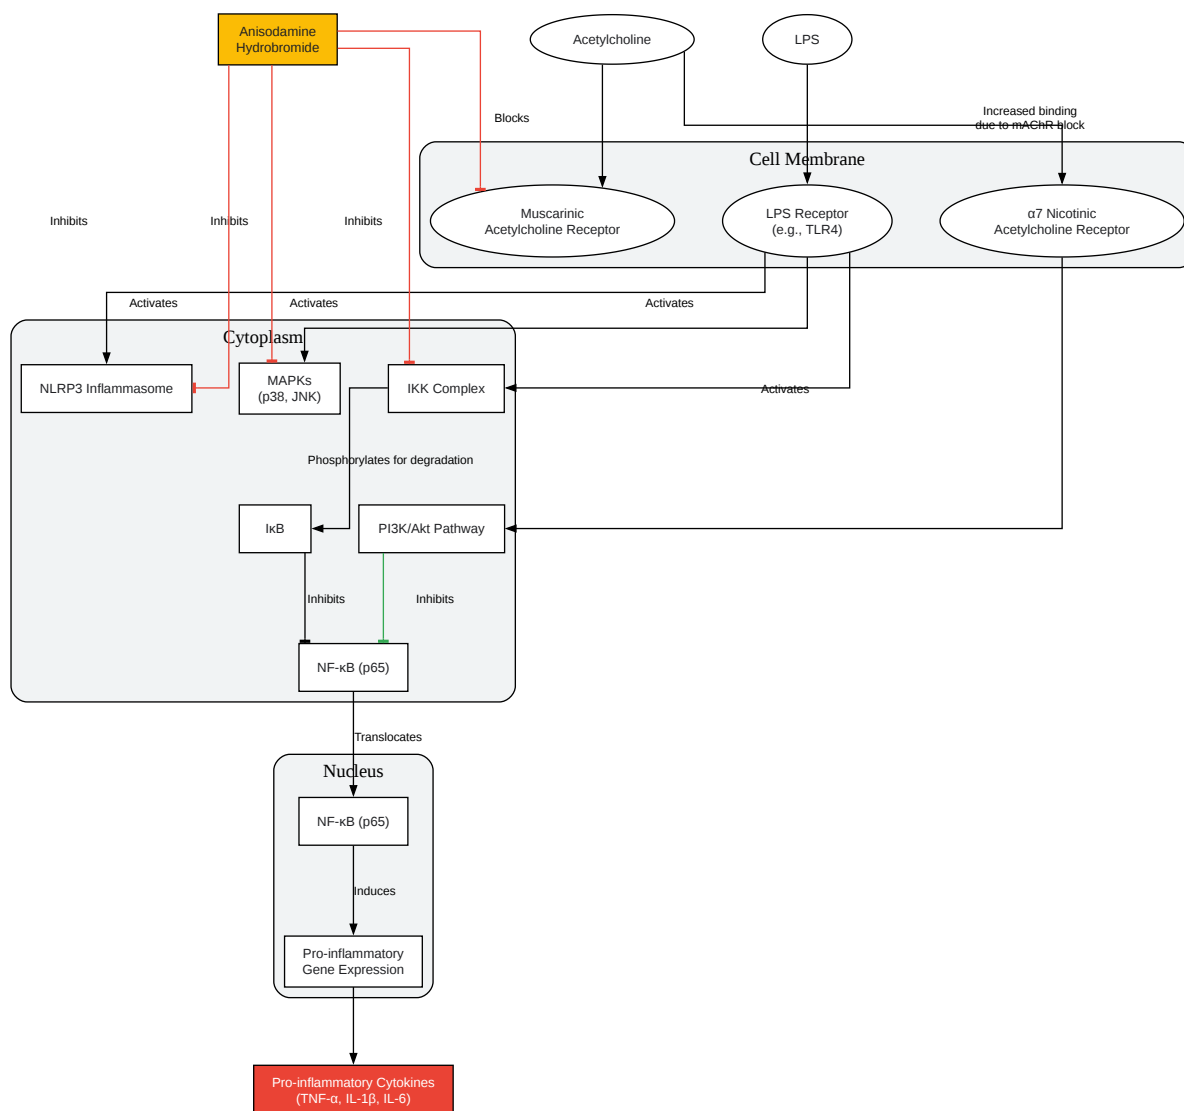 Anisodamine
Hydrobromide
Acetylcholine
LPS
Increased binding
due to mAChR block
Blocks
Cell Membrane
Inhibits
Inhibits
Inhibits
Muscarinic
Acetylcholine Receptor
LPS Receptor
(e.g., TLR4)
α7 Nicotinic
Acetylcholine Receptor
Activates
Activates
Activates
Cytoplasm
NLRP3 Inflammasome
MAPKs
(p38, JNK)
IKK Complex
Activates
Phosphorylates for degradation
IκB
PI3K/Akt Pathway
Inhibits
Inhibits
NF-κB (p65)
Translocates
Nucleus
NF-κB (p65)
Induces
Pro-inflammatory
Gene Expression
Pro-inflammatory Cytokines
(TNF-α, IL-1β, IL-6)